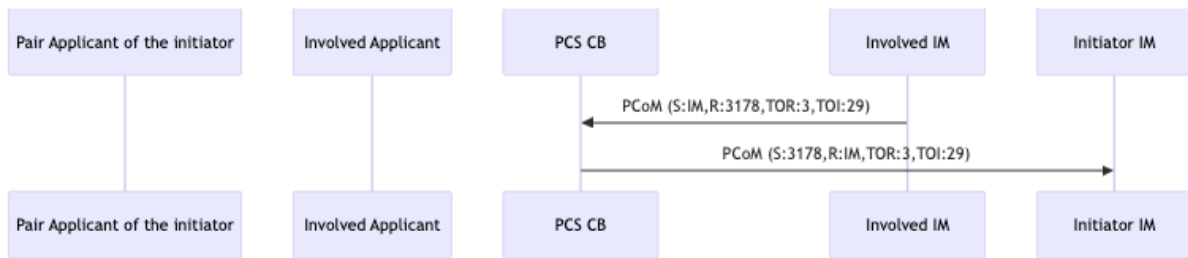 Pair Applicant of the initiator
Involved Applicant
PCS CB
Involved IM
Initiator IM
PCoM (S:IM,R:3178,TOR:3,TOI:29)
PCoM (S:3178,R:IM,TOR:3,TOI:29)
Pair Applicant of the initiator
Involved Applicant
PCS CB
Involved IM
Initiator IM